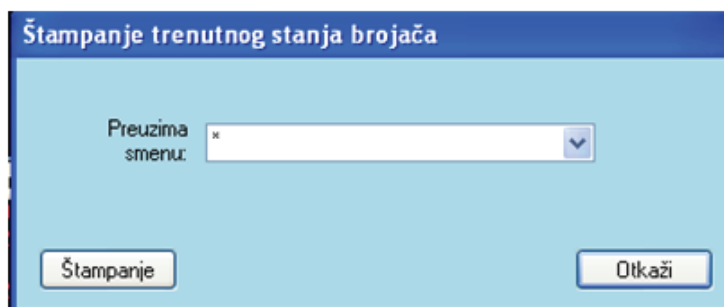 Štampanje trenutnog stanja brojača
Preuzima
smenu:
*
Štampanje
Otkaži